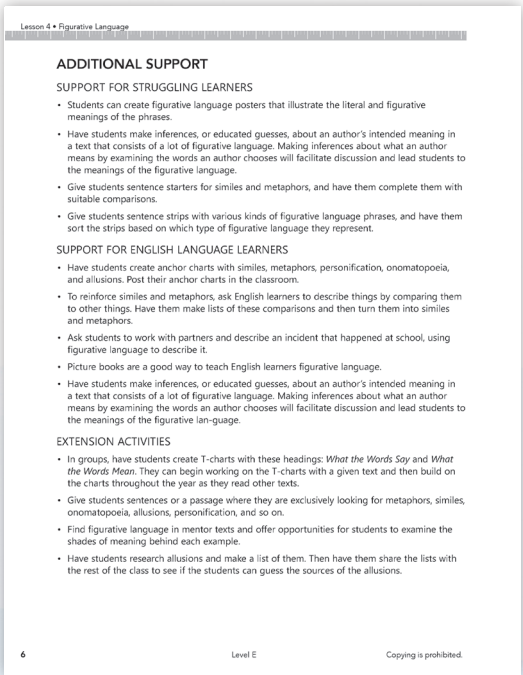 Lesson 4 • Figurative Language
ADDITIONAL SUPPORT
SUPPORT FOR STRUGGLING LEARNERS
• Students can create figurative language posters that illustrate the literal and figurative
meanings of the phrases.
• Have students make inferences, or educated guesses, about an author's intended meaning in
a text that consists of a lot of figurative language. Making inferences about what an author
means by examining the words an author chooses will facilitate discussion and lead students to
the meanings of the figurative language.
• Give students sentence starters for similes and metaphors, and have them complete them with
suitable comparisons.
• Give students sentence strips with various kinds of figurative language phrases, and have them
sort the strips based on which type of figurative language they represent.
SUPPORT FOR ENGLISH LANGUAGE LEARNERS
• Have students create anchor charts with similes, metaphors, personification, onomatopoeia,
and allusions. Post their anchor charts in the classroom.
• To reinforce similes and metaphors, ask English learners to describe things by comparing them
to other things. Have them make lists of these comparisons and then turn them into similes
and metaphors.
• Ask students to work with partners and describe an incident that happened at school, using
figurative language to describe it.
• Picture books are a good way to teach English learners figurative language.
• Have students make inferences, or educated guesses, about an author's intended meaning in
a text that consists of a lot of figurative language. Making inferences about what an author
means by examining the words an author chooses will facilitate discussion and lead students to
the meanings of the figurative lan-guage.
EXTENSION ACTIVITIES
• In groups, have students create T-charts with these headings: What the Words Say and What
the Words Mean. They can begin working on the T-charts with a given text and then build on
the charts throughout the year as they read other texts.
• Give students sentences or a passage where they are exclusively looking for metaphors, similes,
onomatopoeia, allusions, personification, and so on.
• Find figurative language in mentor texts and offer opportunities for students to examine the
shades of meaning behind each example.
• Have students research allusions and make a list of them. Then have them share the lists with
the rest of the class to see if the students can guess the sources of the allusions.
6 Level E Copying is prohibited.